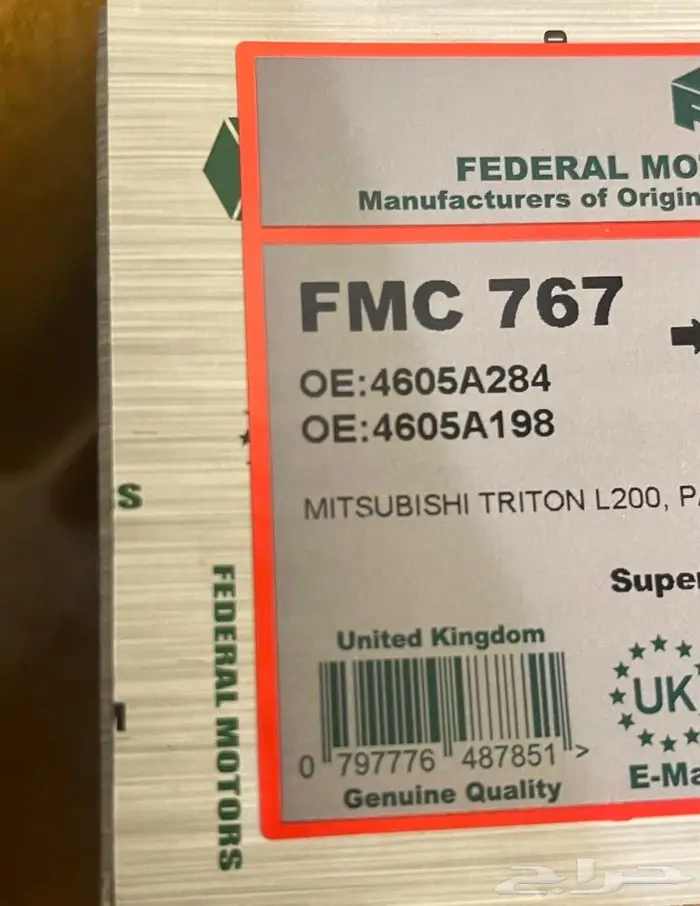 FEDERAL MO
Manufacturers of Origin
FMC 767
OE:4605A284
OE:4605A198
MITSUBISHI TRITON L200, PA
Super
United Kingdom
0 797776 487851 >
Genuine Quality
UK
E-Ma
S
FEDERAL MOTORS
حراج